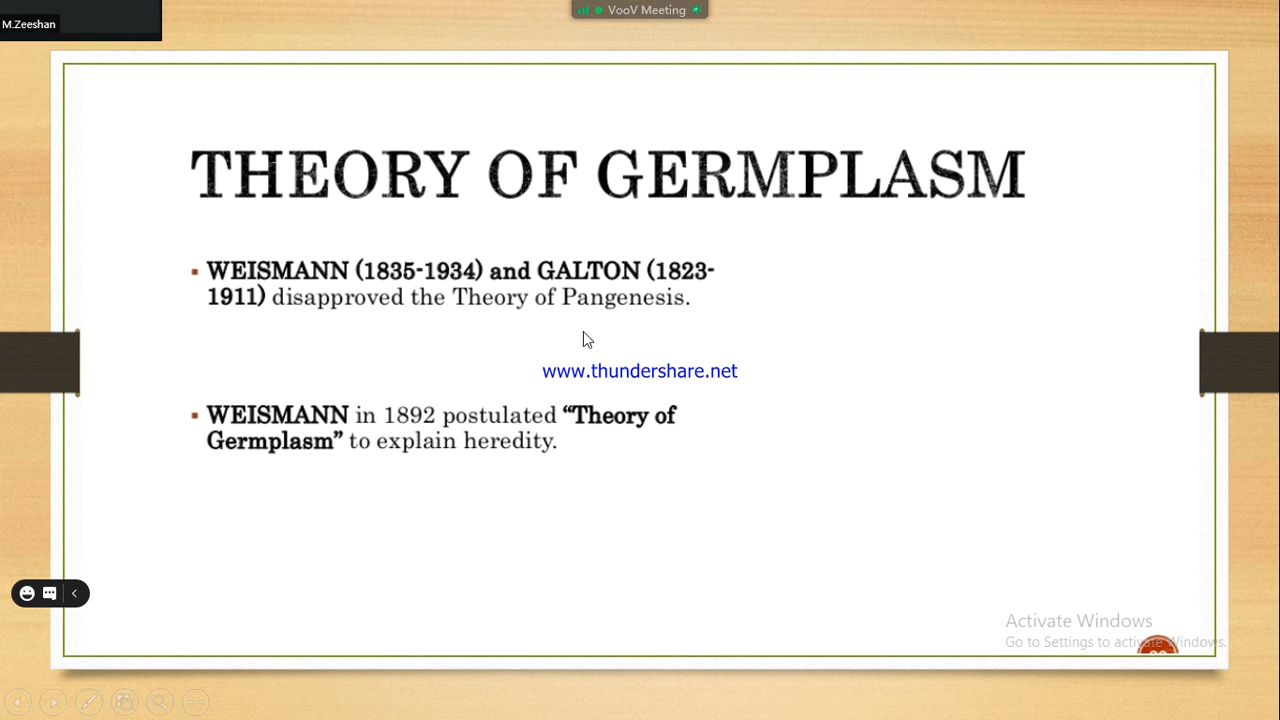 M.Zeeshan
VooV Meeting
THEORY OF GERMPLASM
▪ WEISMANN (1835-1934) and GALTON (1823-
1911) disapproved the Theory of Pangenesis.
www.thundershare.net
▪ WEISMANN in 1892 postulated “Theory of
Germplasm” to explain heredity.
Activate Windows
Go to Settings to activate Windows.